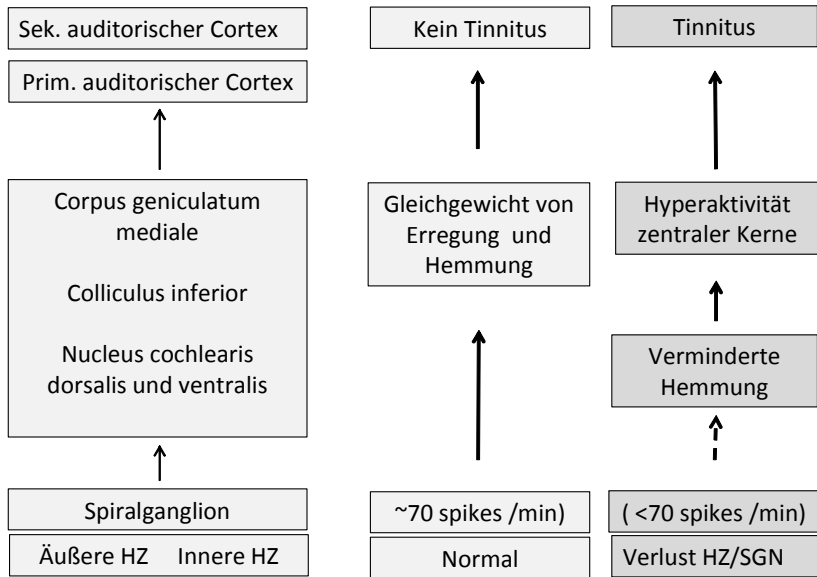 Sek. auditorischer Cortex
Prim. auditorischer Cortex
Corpus geniculatum
mediale
Colliculus inferior
Nucleus cochlearis
dorsalis und ventralis
Spiralganglion
Äußere HZ Innere HZ
Kein Tinnitus
Gleichgewicht von
Erregung und
Hemmung
~70 spikes /min)
Normal
Tinnitus
Hyperaktivität
zentraler Kerne
Verminderte
Hemmung
( <70 spikes /min)
Verlust HZ/SGN